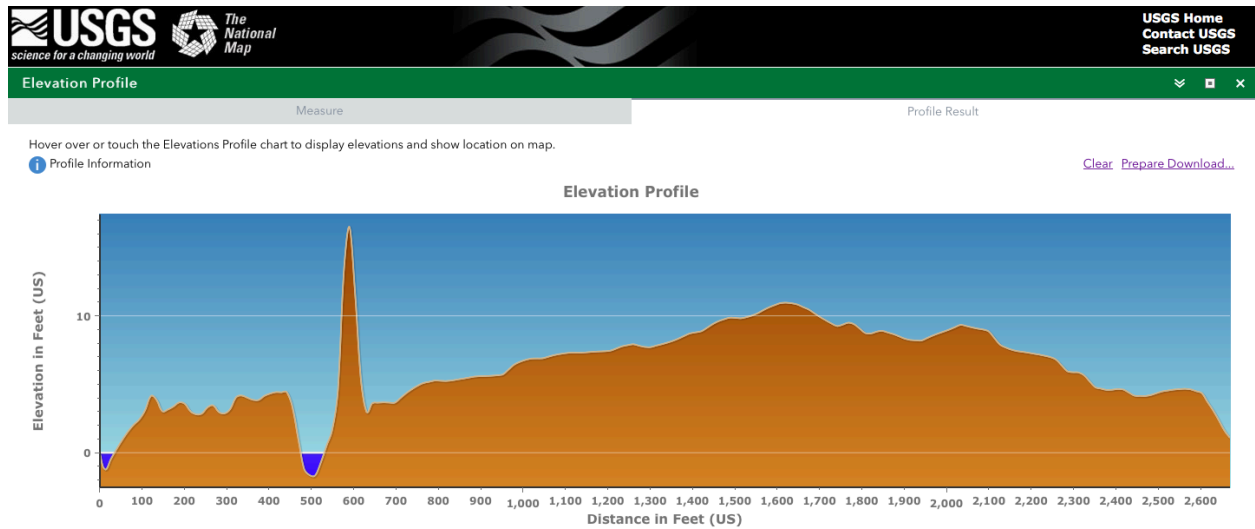 USGS
science for a changing world
The
National
Map
USGS Home
Contact USGS
Search USGS
Elevation Profile
Measure
Profile Result
Hover over or touch the Elevations Profile chart to display elevations and show location on map.
i Profile Information
Clear Prepare Download...
Elevation Profile
Elevation in Feet (US)
10
0
0 100 200 300 400 500 600 700 800 900 1,000 1,100 1,200 1,300 1,400 1,500 1,600 1,700 1,800 1,900 2,000 2,100 2,200 2,300 2,400 2,500 2,600
Distance in Feet (US)